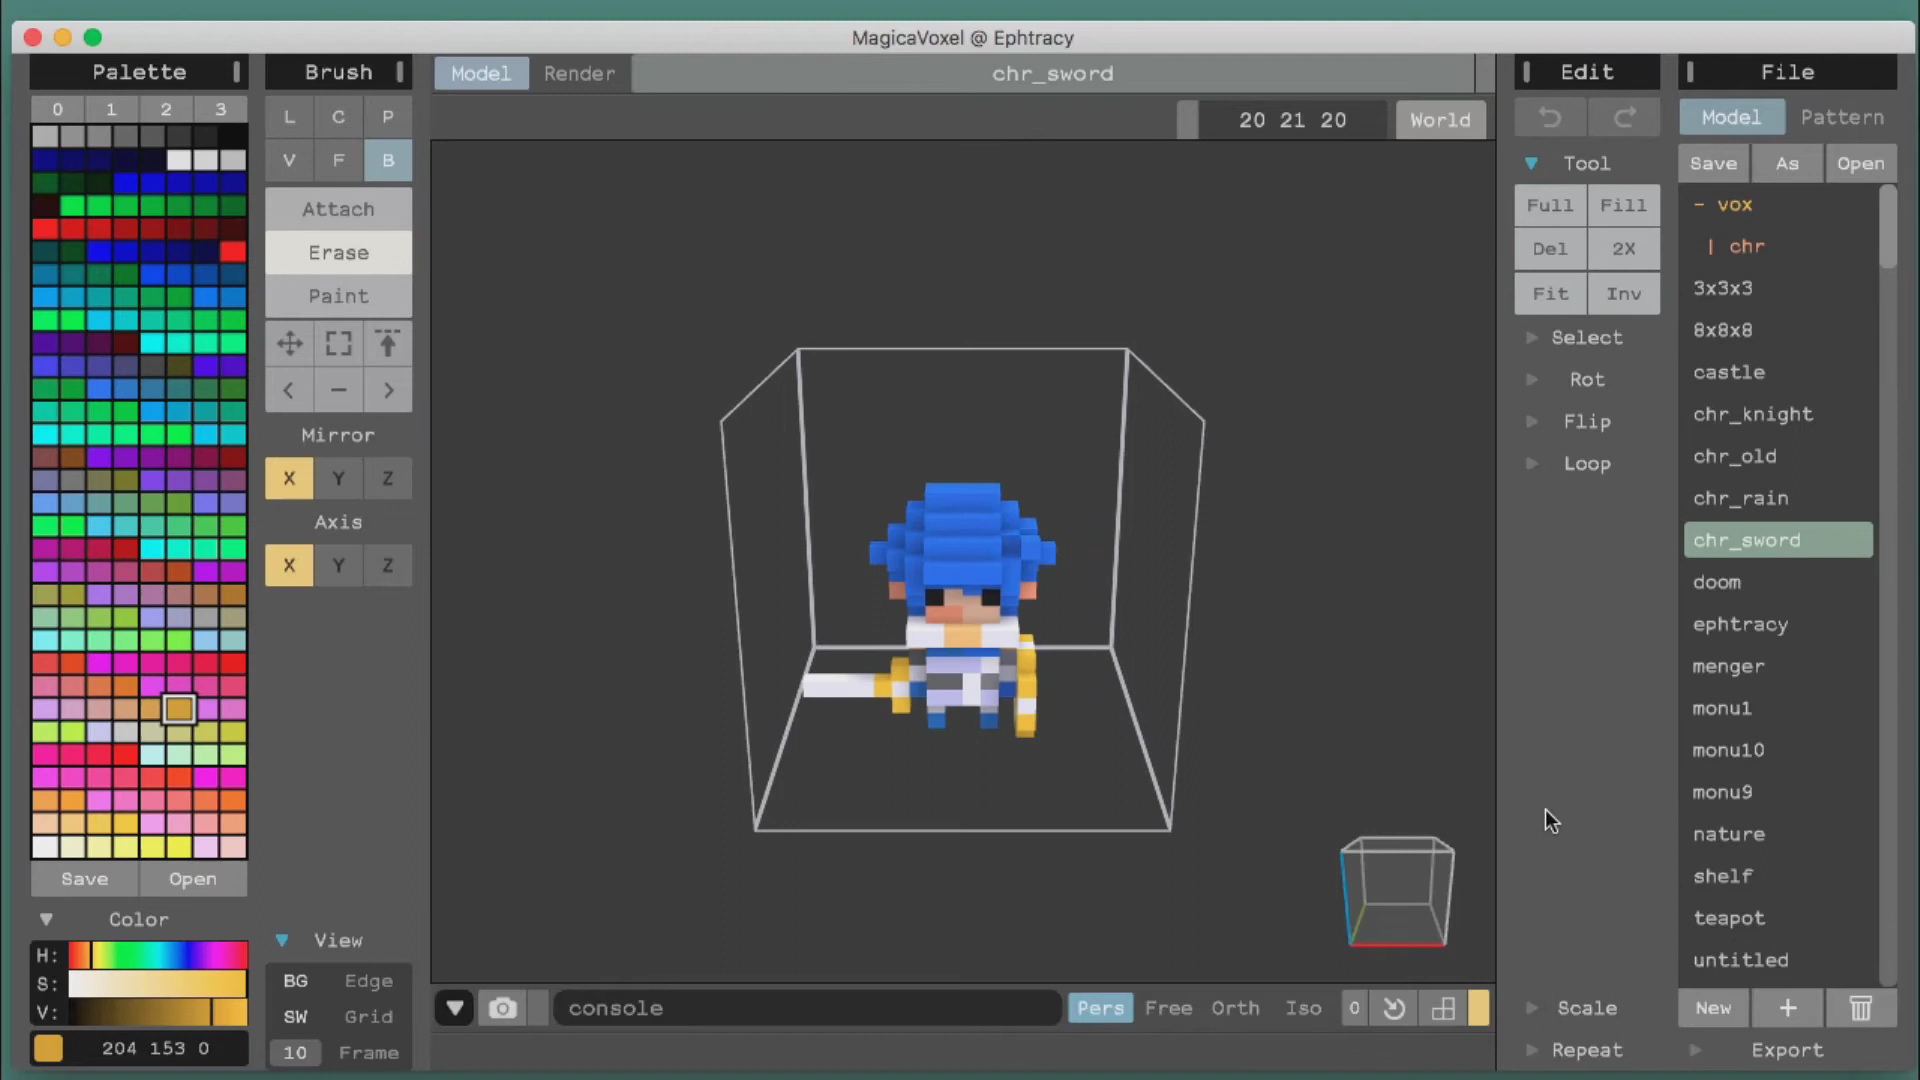 MagicaVoxel @ Ephtracy
Palette
0 1 2 3
Save Open
Color
H:
S:
V:
204 153 0
Brush
L C P
V F B
Attach
Erase
Paint
< - >
Mirror
X Y Z
Axis
X Y Z
View
BG Edge
SW Grid
10 Frame
Model Render chr_sword
20 21 20 World
console Pers Free Orth Iso 0
Edit
Tool
Full Fill
Del 2X
Fit Inv
Select
Rot
Flip
Loop
Scale
Repeat
File
Model Pattern
Save As Open
- vox
| chr
3x3x3
8x8x8
castle
chr_knight
chr_old
chr_rain
chr_sword
doom
ephtracy
menger
monu1
monu10
monu9
nature
shelf
teapot
untitled
New +
Export